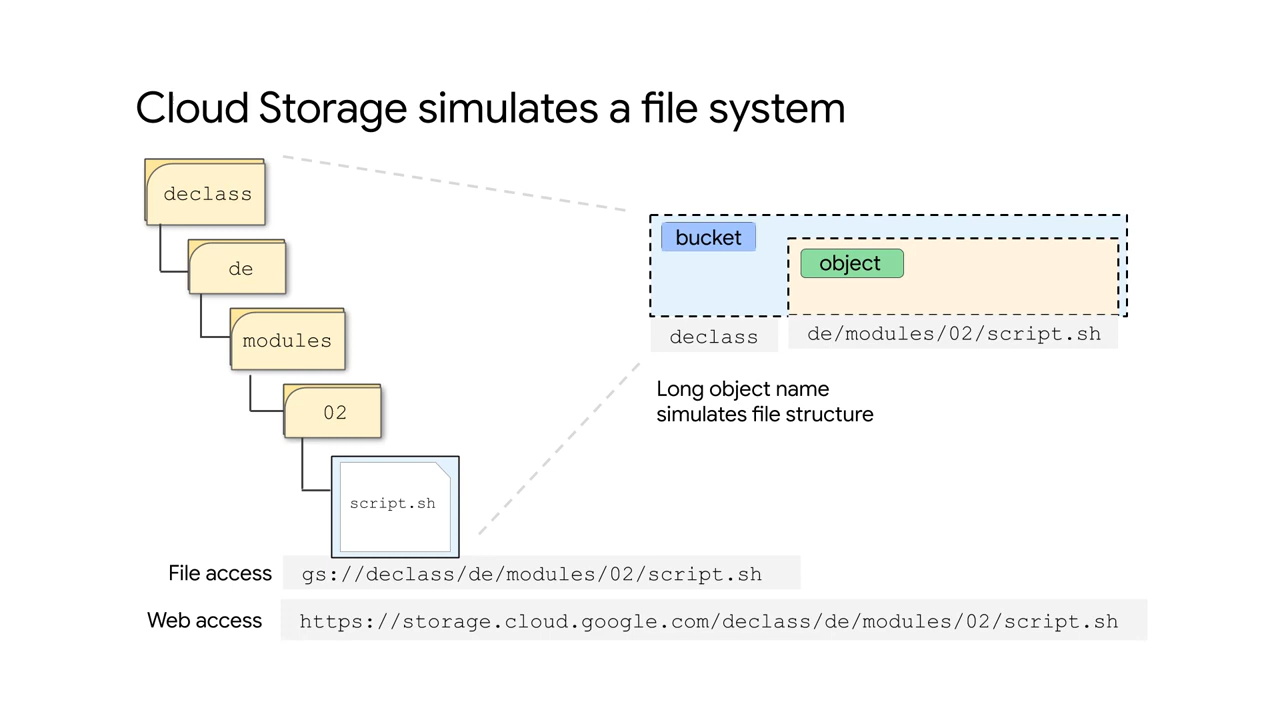 Cloud Storage simulates a file system
declass
de
modules
02
script.sh
bucket
object
declass
de/modules/02/script.sh
Long object name
simulates file structure
File access gs://declass/de/modules/02/script.sh
Web access https://storage.cloud.google.com/declass/de/modules/02/script.sh